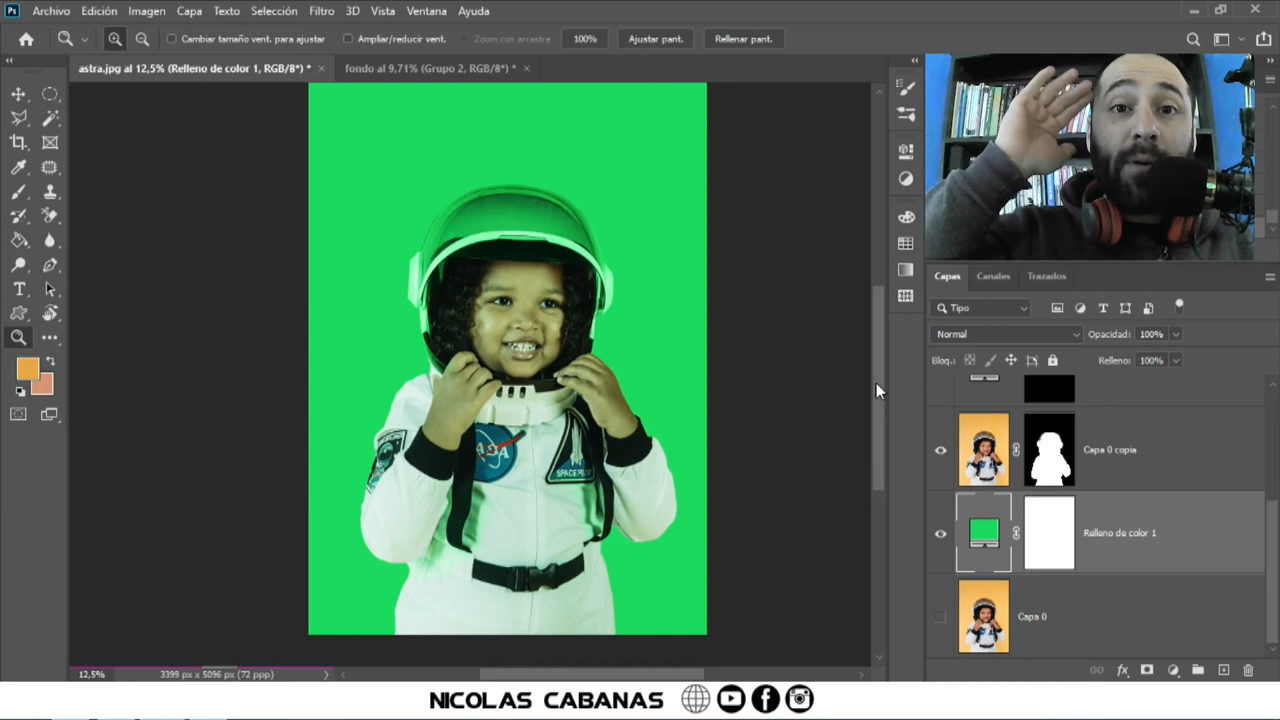 Ps Archivo Edición Imagen Capa Texto Selección Filtro 3D Vista Ventana Ayuda
Cambiar tamaño vent. para ajustar Ampliar/reducir vent. Zoom con arrastre 100% Ajustar pant. Rellenar pant.
astra.jpg al 12,5% (Relleno de color 1, RGB/8*) * × fondo al 9,71% (Grupo 2, RGB/8*) * ×
Capas Canales Trazados
Tipo
Normal Opacidad: 100%
Bloq.: Relleno: 100%
Capa 0 copia
NASA
SPACE PILOT
Relleno de color 1
Capa 0
12,5% 3399 px x 5096 px (72 ppp)
NICOLAS CABANAS